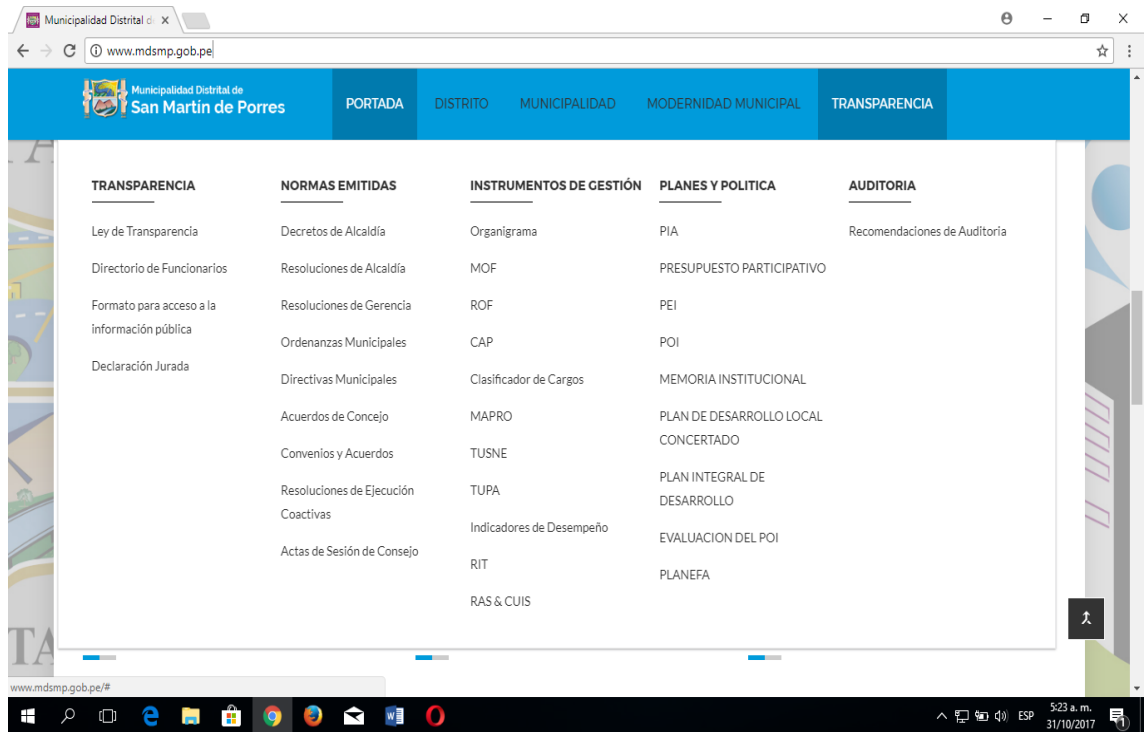 Municipalidad Distrital d
www.mdsmp.gob.pe
Municipalidad Distrital de
San Martín de Porres
PORTADA
DISTRITO
MUNICIPALIDAD
MODERNIDAD MUNICIPAL
TRANSPARENCIA
TRANSPARENCIA
Ley de Transparencia
Directorio de Funcionarios
Formato para acceso a la
información pública
Declaración Jurada
NORMAS EMITIDAS
Decretos de Alcaldía
Resoluciones de Alcaldía
Resoluciones de Gerencia
Ordenanzas Municipales
Directivas Municipales
Acuerdos de Concejo
Convenios y Acuerdos
Resoluciones de Ejecución
Coactivas
Actas de Sesión de Consejo
INSTRUMENTOS DE GESTIÓN
Organigrama
MOF
ROF
CAP
Clasificador de Cargos
MAPRO
TUSNE
TUPA
Indicadores de Desempeño
RIT
RAS & CUIS
PLANES Y POLITICA
PIA
PRESUPUESTO PARTICIPATIVO
PEI
POI
MEMORIA INSTITUCIONAL
PLAN DE DESARROLLO LOCAL
CONCERTADO
PLAN INTEGRAL DE
DESARROLLO
EVALUACION DEL POI
PLANEFA
AUDITORIA
Recomendaciones de Auditoria
TA
www.mdsmp.gob.pe/#
ESP
5:23 a. m.
31/10/2017
1